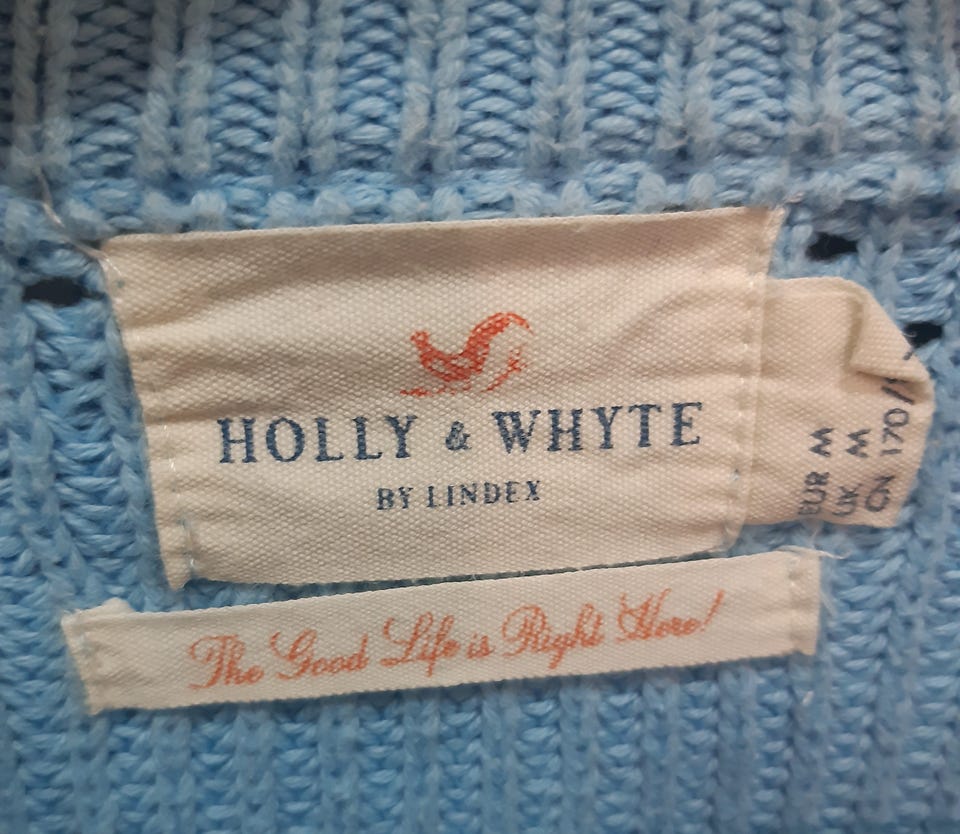 HOLLY & WHYTE
BY LINDEX
EUR M
UK M
CN 170/
The Good Life is Right Here!